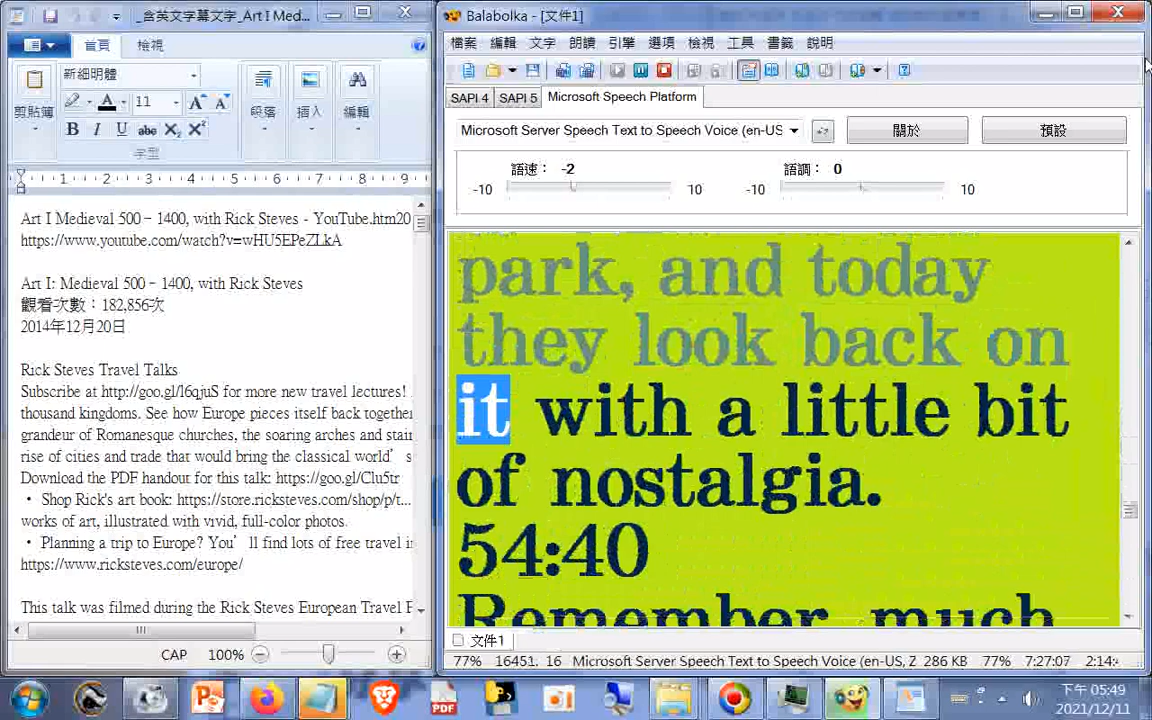 _含英文字幕文字_Art I Med...
首頁
檢視
新細明體
11
剪貼簿
段落
插入
編輯
B I U abc X₂ X²
字型
1 2 3 4 5 6 7 8 9
Art I Medieval 500 – 1400, with Rick Steves - YouTube.htm20
https://www.youtube.com/watch?v=wHU5EPeZLkA
Art I: Medieval 500 – 1400, with Rick Steves
觀看次數：182,856次
2014年12月20日
Rick Steves Travel Talks
Subscribe at http://goo.gl/l6qjuS for more new travel lectures!
thousand kingdoms. See how Europe pieces itself back together
grandeur of Romanesque churches, the soaring arches and stai
rise of cities and trade that would bring the classical world’s
Download the PDF handout for this talk: https://goo.gl/Clu5tr
• Shop Rick's art book: https://store.ricksteves.com/shop/p/t...
works of art, illustrated with vivid, full-color photos.
• Planning a trip to Europe? You’ll find lots of free travel i
https://www.ricksteves.com/europe/
This talk was filmed during the Rick Steves European Travel F
CAP 100%
Balabolka - [文件1]
檔案 編輯 文字 朗讀 引擎 選項 檢視 工具 書籤 說明
SAPI 4 SAPI 5 Microsoft Speech Platform
Microsoft Server Speech Text to Speech Voice (en-US
關於
預設
語速： -2
語調： 0
-10 10 -10 10
park, and today
they look back on
it with a little bit
of nostalgia.
54:40
Remember, much
文件1
77% 16451. 16 Microsoft Server Speech Text to Speech Voice (en-US, Z 286 KB 77% 7:27:07 2:14:
PDF
下午 05:49
2021/12/11